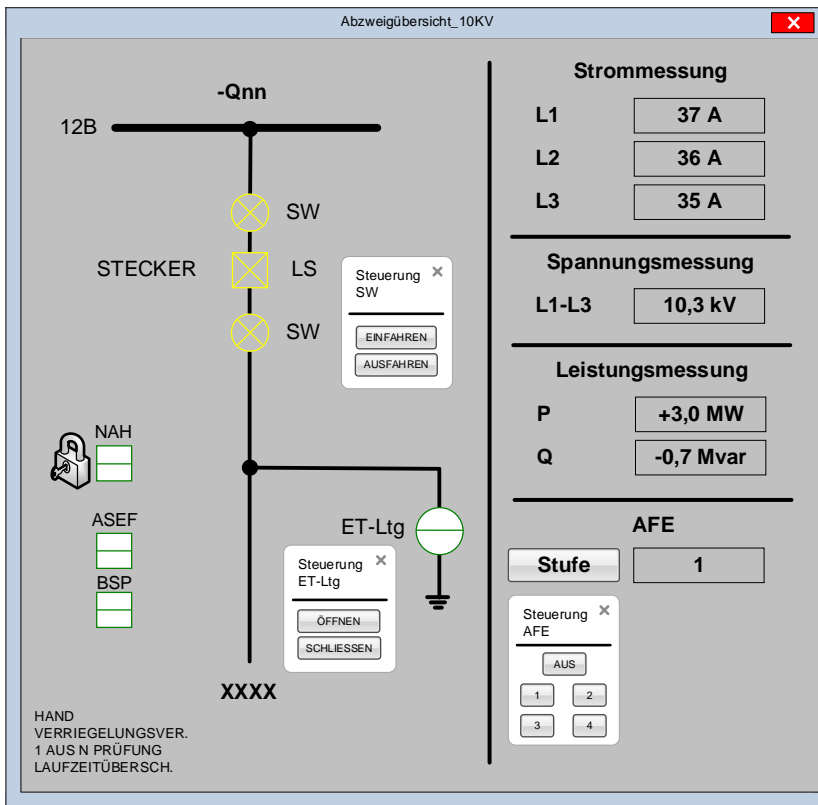 Abzweigübersicht_10KV
-Qnn
12B
SW
STECKER
LS
SW
Steuerung
SW
EINFAHREN
AUSFAHREN
NAH
ASEF
BSP
ET-Ltg
Steuerung
ET-Ltg
ÖFFNEN
SCHLIESSEN
XXXX
HAND
VERRIEGELUNGSVER.
1 AUS N PRÜFUNG
LAUFZEITÜBERSCH.
Strommessung
L1 37 A
L2 36 A
L3 35 A
Spannungsmessung
L1-L3 10,3 kV
Leistungsmessung
P +3,0 MW
Q -0,7 Mvar
AFE
Stufe 1
Steuerung
AFE
AUS
1 2
3 4